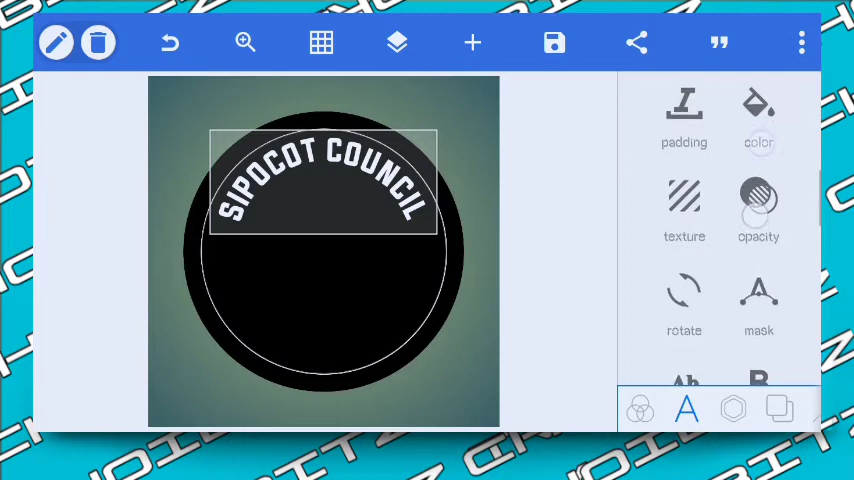 padding
color
SIPOCOT COUNCIL
texture
opacity
rotate
mask